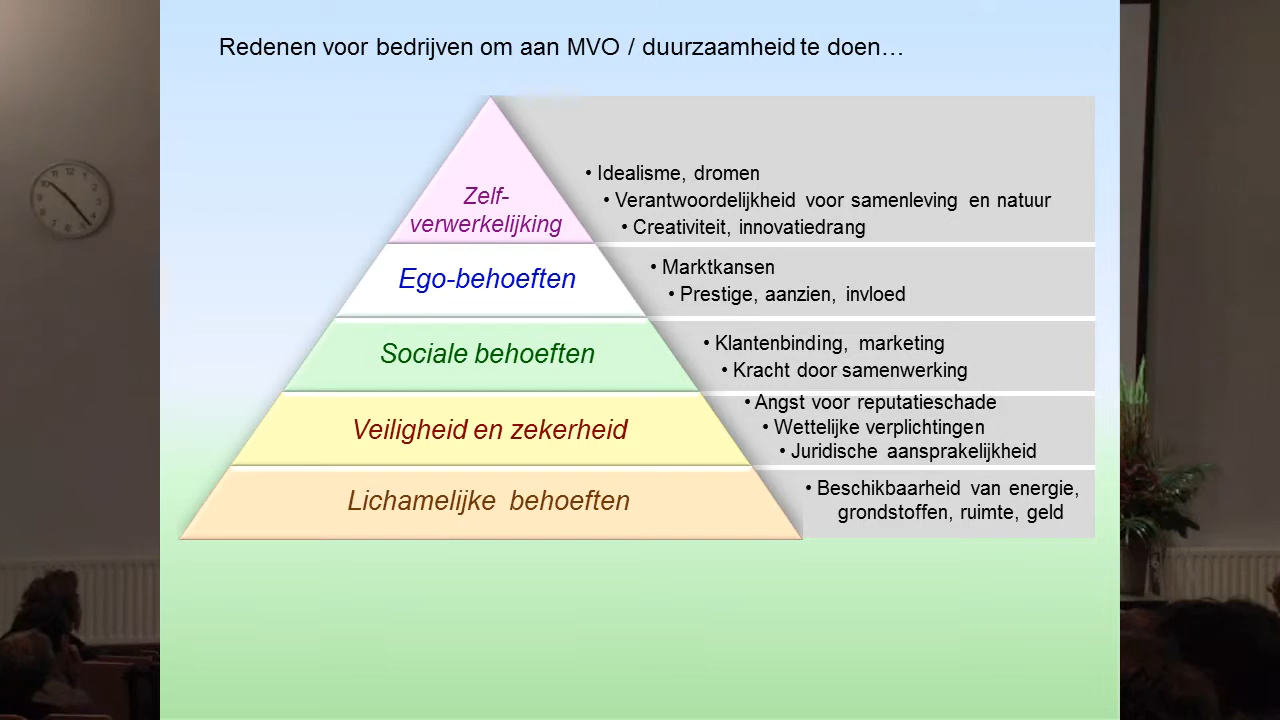 Redenen voor bedrijven om aan MVO / duurzaamheid te doen…
Zelf-
verwerkelijking
• Idealisme, dromen
• Verantwoordelijkheid voor samenleving en natuur
• Creativiteit, innovatiedrang
Ego-behoeften
• Marktkansen
• Prestige, aanzien, invloed
Sociale behoeften
• Klantenbinding, marketing
• Kracht door samenwerking
Veiligheid en zekerheid
• Angst voor reputatieschade
• Wettelijke verplichtingen
• Juridische aansprakelijkheid
Lichamelijke behoeften
• Beschikbaarheid van energie,
grondstoffen, ruimte, geld